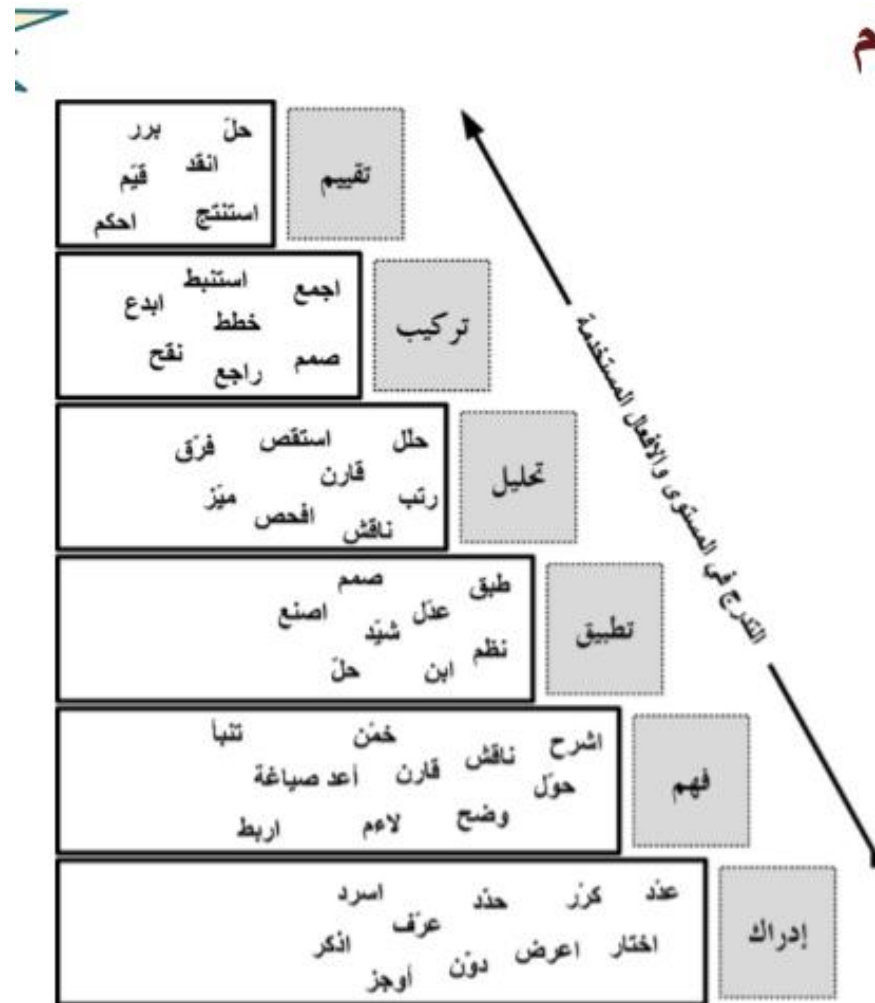 م
تقييم
حلّ برر
انقد قيّم
استنتج احكم
تركيب
اجمع استنبط ابدع
خطط
صمم راجع نقح
تحليل
حلّل استقص فرّق
قارن
رتب افحص ميّز
ناقش
تطبيق
طبق صمم
عدّل اصنع
نظم شيّد
ابن حلّ
فهم
اشرح خمّن تنبأ
حوّل ناقش قارن أعد صياغة
وضح لاءم اربط
إدراك
عدّد كرّر حدّد اسرد
عرّف
اختار اعرض دوّن أوجز اذكر
التدرج في المستوى والافعال المستخدمة